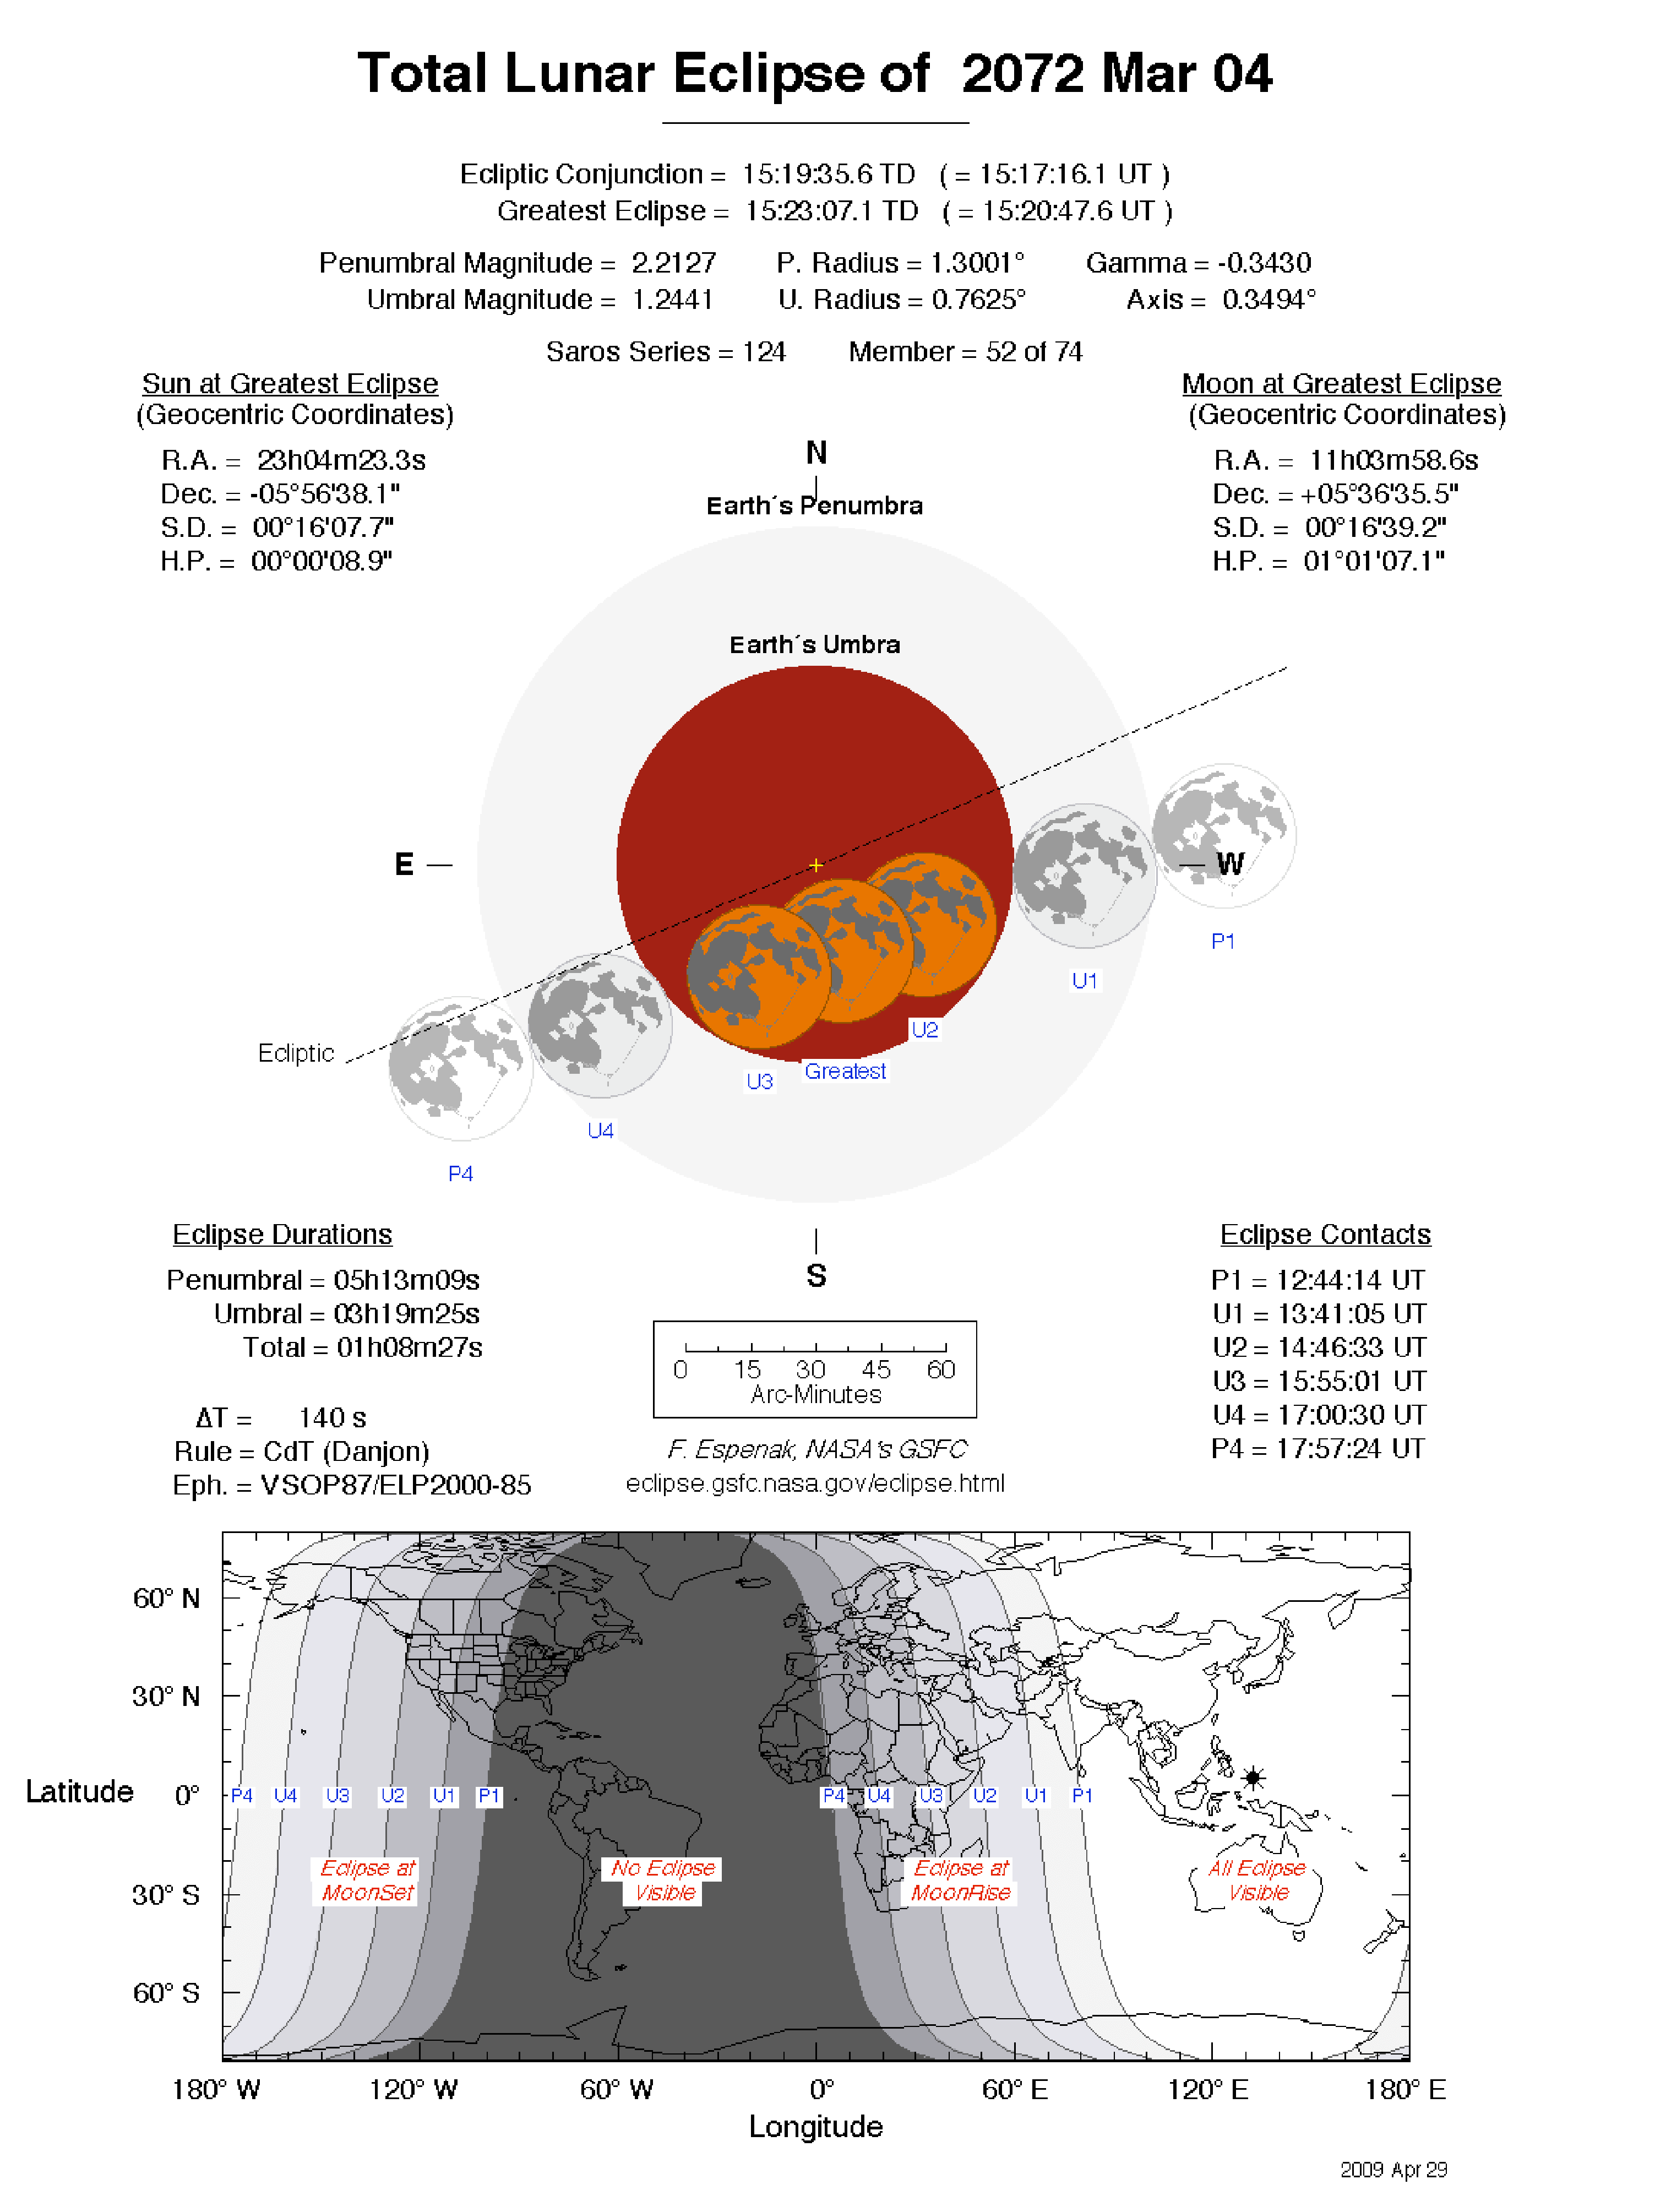 Total Lunar Eclipse of 2072 Mar 04
Ecliptic Conjunction = 15:19:35.6 TD ( = 15:17:16.1 UT )
Greatest Eclipse = 15:23:07.1 TD ( = 15:20:47.6 UT )
Penumbral Magnitude = 2.2127 P. Radius = 1.3001° Gamma = -0.3430
Umbral Magnitude = 1.2441 U. Radius = 0.7625° Axis = 0.3494°
Saros Series = 124 Member = 52 of 74
Sun at Greatest Eclipse
(Geocentric Coordinates)
R.A. = 23h04m23.3s
Dec. = -05°56'38.1"
S.D. = 00°16'07.7"
H.P. = 00°00'08.9"
Moon at Greatest Eclipse
(Geocentric Coordinates)
R.A. = 11h03m58.6s
Dec. = +05°36'35.5"
S.D. = 00°16'39.2"
H.P. = 01°01'07.1"
N
Earth´s Penumbra
Earth´s Umbra
E
W
P1
U1
U2
Ecliptic
Greatest
U3
U4
P4
S
Eclipse Durations
Penumbral = 05h13m09s
Umbral = 03h19m25s
Total = 01h08m27s
ΔT = 140 s
Rule = CdT (Danjon)
Eph. = VSOP87/ELP2000-85
0 15 30 45 60
Arc-Minutes
F. Espenak, NASA's GSFC
eclipse.gsfc.nasa.gov/eclipse.html
Eclipse Contacts
P1 = 12:44:14 UT
U1 = 13:41:05 UT
U2 = 14:46:33 UT
U3 = 15:55:01 UT
U4 = 17:00:30 UT
P4 = 17:57:24 UT
60° N
30° N
Latitude 0°
30° S
60° S
P4 U4 U3 U2 U1 P1 P4 U4 U3 U2 U1 P1
Eclipse at
MoonSet
No Eclipse
Visible
Eclipse at
MoonRise
All Eclipse
Visible
180° W 120° W 60° W 0° 60° E 120° E 180° E
Longitude
2009 Apr 29